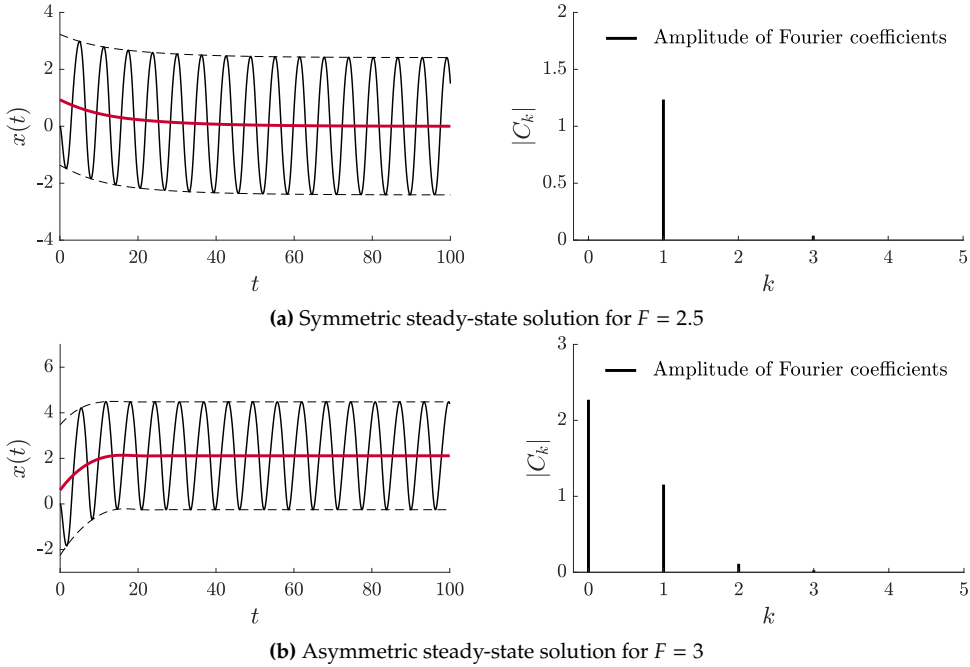 4
2
0
-2
-4
x(t)
0 20 40 60 80 100
t
2
1.5
1
0.5
0
|C_k|
Amplitude of Fourier coefficients
0 1 2 3 4 5
k
(a) Symmetric steady-state solution for F = 2.5
6
4
2
0
-2
x(t)
0 20 40 60 80 100
t
3
2
1
0
|C_k|
Amplitude of Fourier coefficients
0 1 2 3 4 5
k
(b) Asymmetric steady-state solution for F = 3